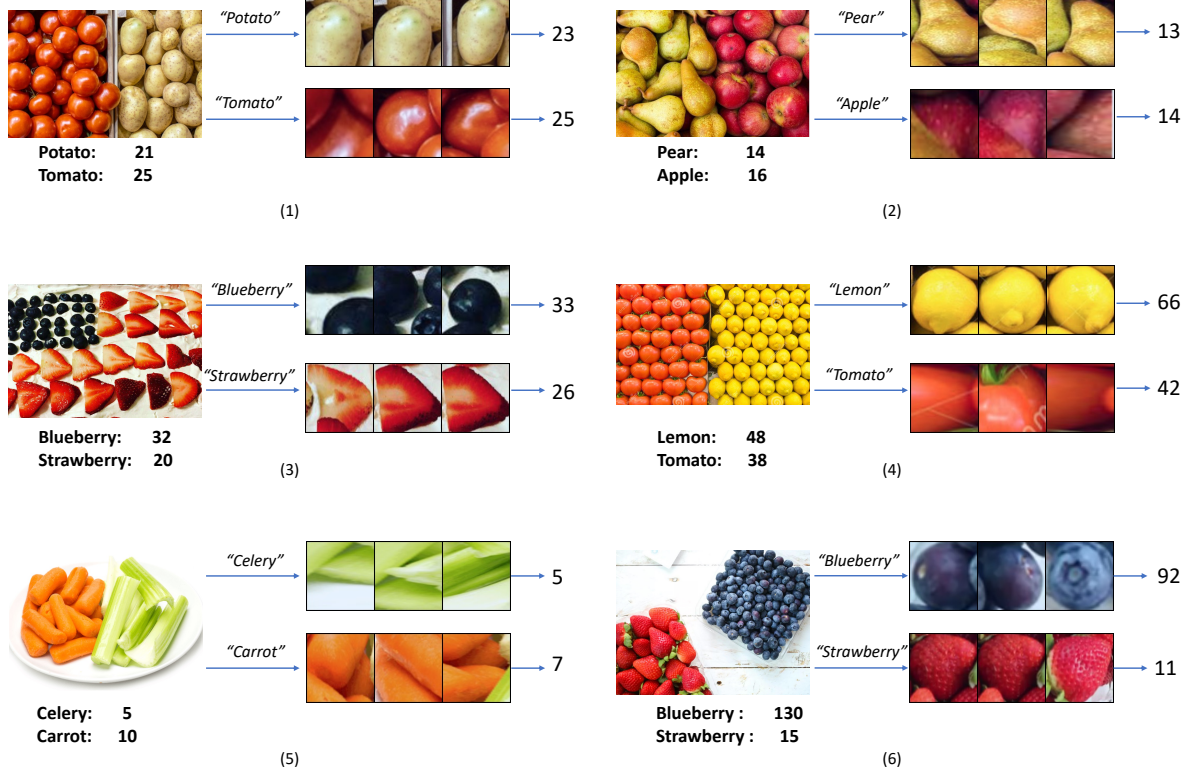 “Potato”
23
“Tomato”
25
Potato: 21
Tomato: 25
(1)
“Pear”
13
“Apple”
14
Pear: 14
Apple: 16
(2)
“Blueberry”
33
“Strawberry”
26
Blueberry: 32
Strawberry: 20
(3)
“Lemon”
66
“Tomato”
42
Lemon: 48
Tomato: 38
(4)
“Celery”
5
“Carrot”
7
Celery: 5
Carrot: 10
(5)
“Blueberry”
92
“Strawberry”
11
Blueberry : 130
Strawberry : 15
(6)